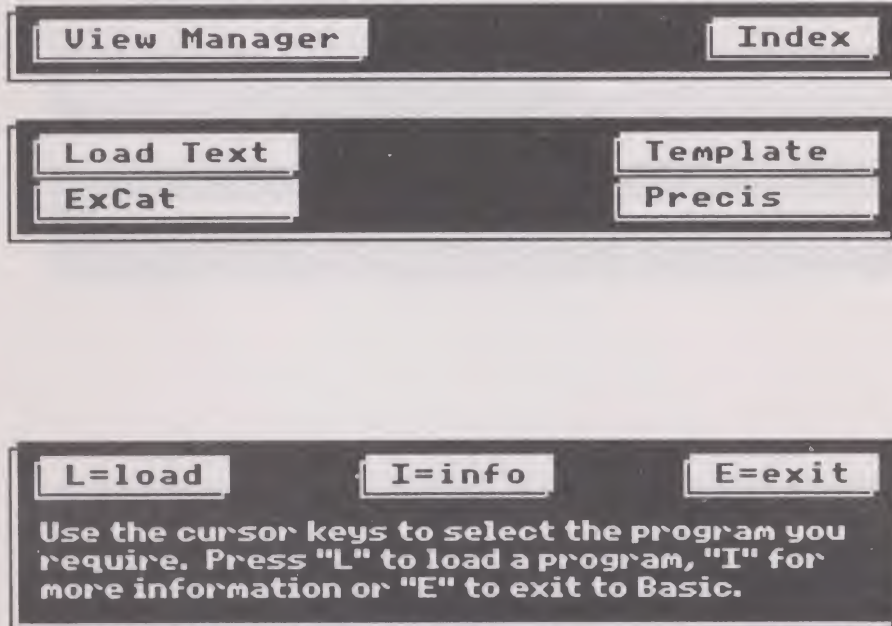 View Manager Index
Load Text Template
ExCat Precis
L=load I=info E=exit
Use the cursor keys to select the program you
require. Press "L" to load a program, "I" for
more information or "E" to exit to Basic.